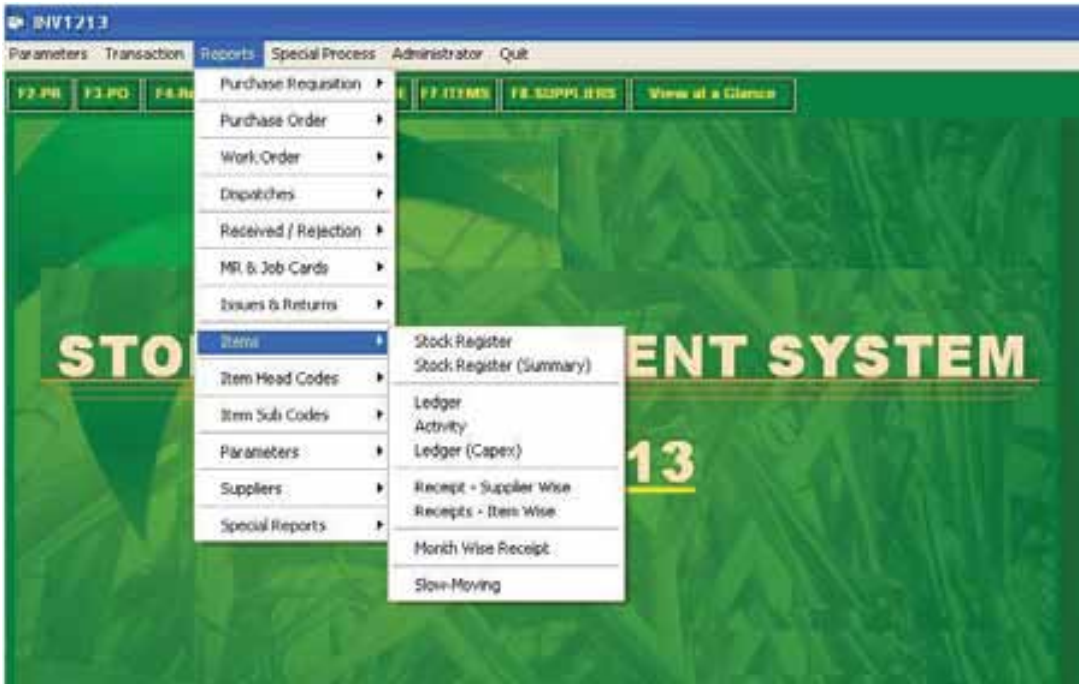 INV1213
Parameters Transaction Reports Special Process Administrator Quit
F2-PR F3-PO F7-ITEMS F8-SUPPLIERS View at a Glance
Purchase Requisition
Purchase Order
Work Order
Dispatches
Received / Rejection
MR & Job Cards
Issues & Returns
Items
Item Head Codes
Item Sub Codes
Parameters
Suppliers
Special Reports
Stock Register
Stock Register (Summary)
Ledger
Activity
Ledger (Capex)
Receipt - Supplier Wise
Receipts - Item Wise
Month Wise Receipt
Slow-Moving
STO ENT SYSTEM
13